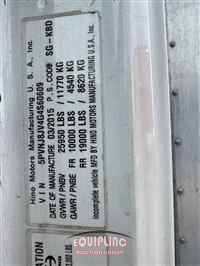 Hino Motors Manufacturing U.S.A., Inc.
VIN 5PVNJ8JV4G4S60609
DATE OF MANUFACTURE 03/2015 P.S. CODE SG-KBD
GVWR/PNBV 25950 LBS / 11770 KG
GAWR/PNBE FR 10000 LBS / 4540 KG
RR 19000 LBS / 8620 KG
Incomplete vehicle MFD BY HINO MOTORS MANUFACTURING U.S.A., INC.
EQUIPLINC